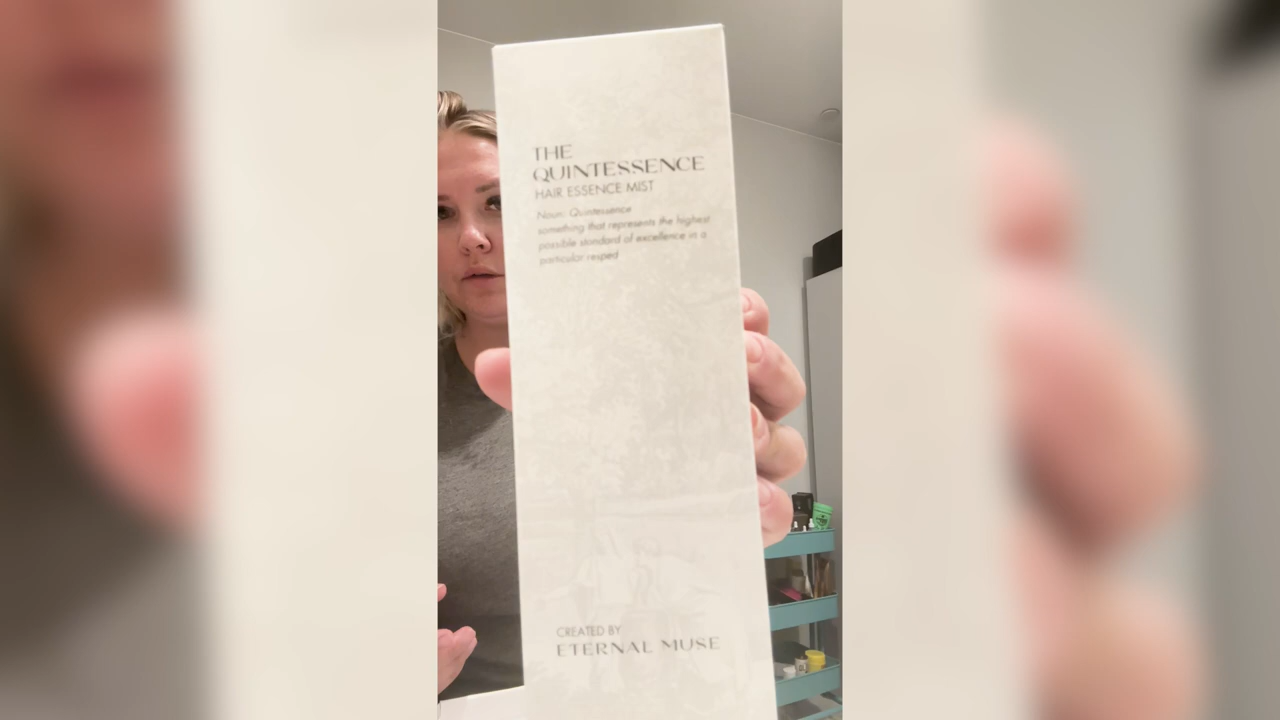 THE
QUINTESSENCE
HAIR ESSENCE MIST
Noun: Quintessence
something that represents the highest
possible standard of excellence in a
particular respect
CREATED BY
ETERNAL MUSE